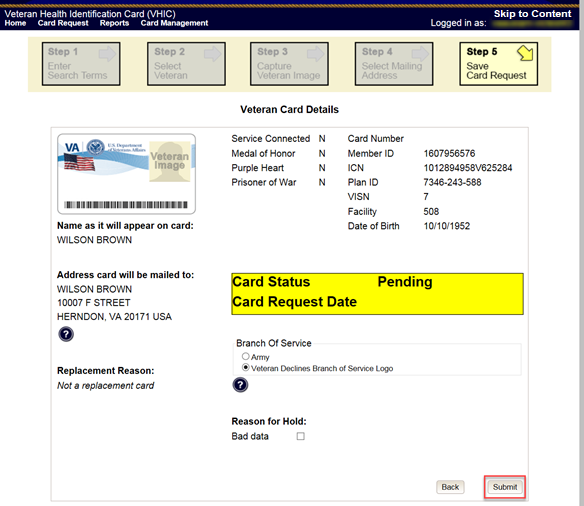 Veteran Health Identification Card (VHIC)
Skip to Content
Home Card Request Reports Card Management
Logged in as:
Step 1
Enter
Search Terms
Step 2
Select
Veteran
Step 3
Capture
Veteran Image
Step 4
Select Mailing
Address
Step 5
Save
Card Request
Veteran Card Details
VA
U.S. Department
of Veterans Affairs
Veteran
Image
Name as it will appear on card:
WILSON BROWN
Address card will be mailed to:
WILSON BROWN
10007 F STREET
HERNDON, VA 20171 USA
?
Replacement Reason:
Not a replacement card
Service Connected N
Medal of Honor N
Purple Heart N
Prisoner of War N
Card Number
Member ID 1607956576
ICN 1012894958V625284
Plan ID 7346-243-588
VISN 7
Facility 508
Date of Birth 10/10/1952
Card Status Pending
Card Request Date
Branch Of Service
Army
Veteran Declines Branch of Service Logo
?
Reason for Hold:
Bad data
Back Submit